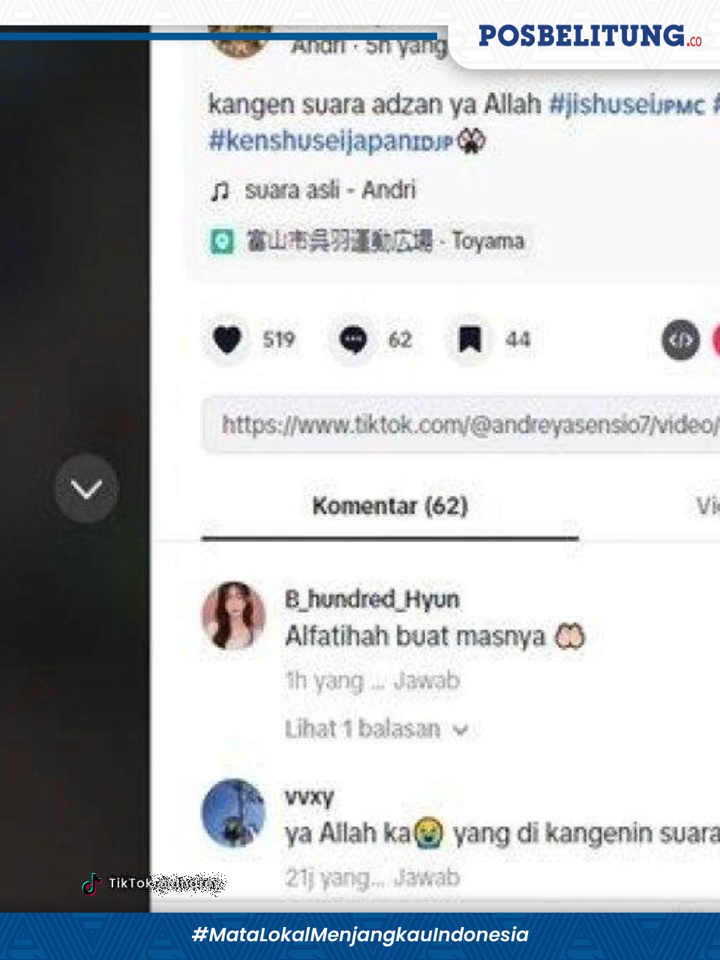 POSBELITUNG.co
Andri · 5h yang
kangen suara adzan ya Allah #jishuseiJPMC #
#kenshuseijapanIDJP
suara asli - Andri
富山市呉羽運動広場 · Toyama
519 62 44
https://www.tiktok.com/@andreyasensio7/video/
Komentar (62)
B_hundred_Hyun
Alfatihah buat masnya
1h yang ... Jawab
Lihat 1 balasan
vvxy
ya Allah ka😭 yang di kangenin suara
21j yang... Jawab
TikTok
#MataLokalMenjangkauIndonesia